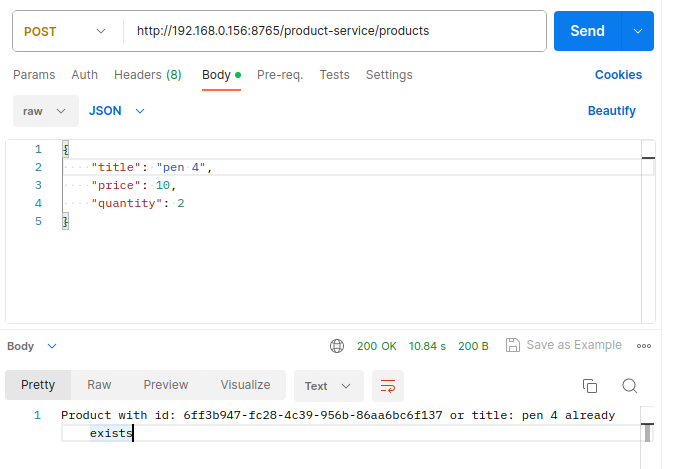 POST http://192.168.0.156:8765/product-service/products Send
Params Auth Headers (8) Body Pre-req. Tests Settings Cookies
raw JSON Beautify
1 {
2 "title": "pen 4",
3 "price": 10,
4 "quantity": 2
5 }
Body 200 OK 10.84 s 200 B Save as Example
Pretty Raw Preview Visualize Text
1 Product with id: 6ff3b947-fc28-4c39-956b-86aa6bc6f137 or title: pen 4 already
exists